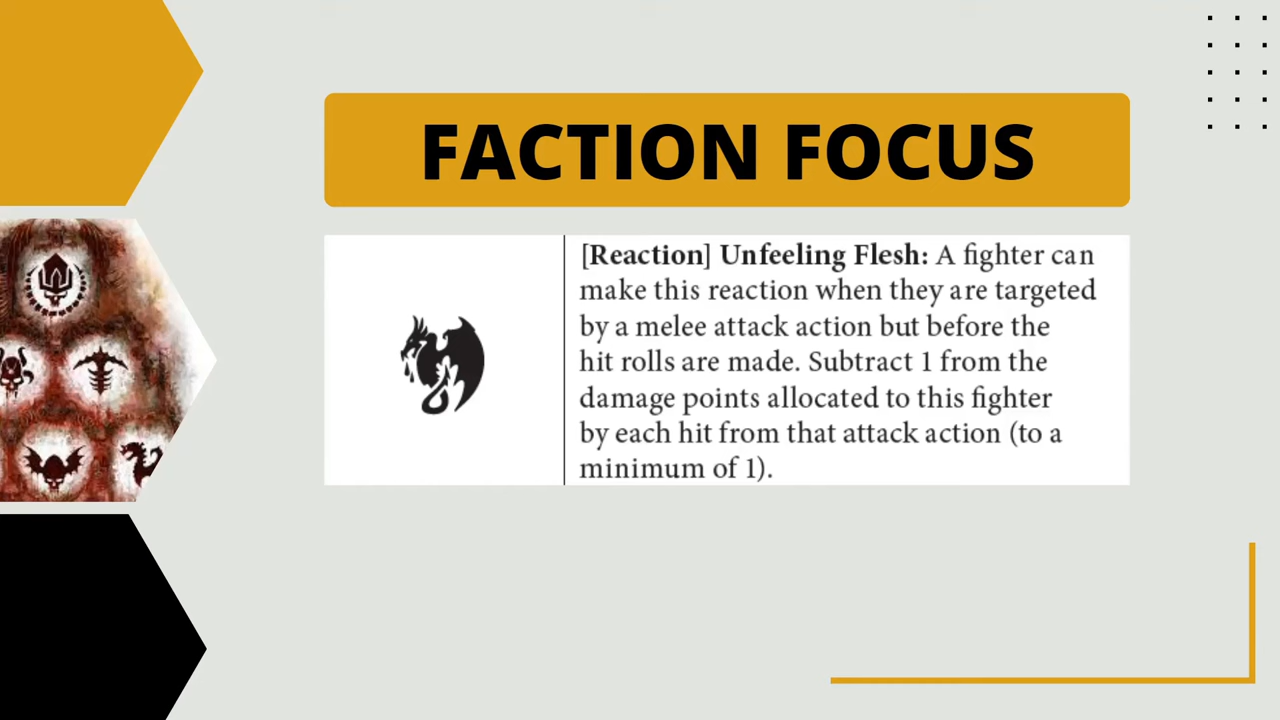 FACTION FOCUS
[Reaction] Unfeeling Flesh: A fighter can
make this reaction when they are targeted
by a melee attack action but before the
hit rolls are made. Subtract 1 from the
damage points allocated to this fighter
by each hit from that attack action (to a
minimum of 1).